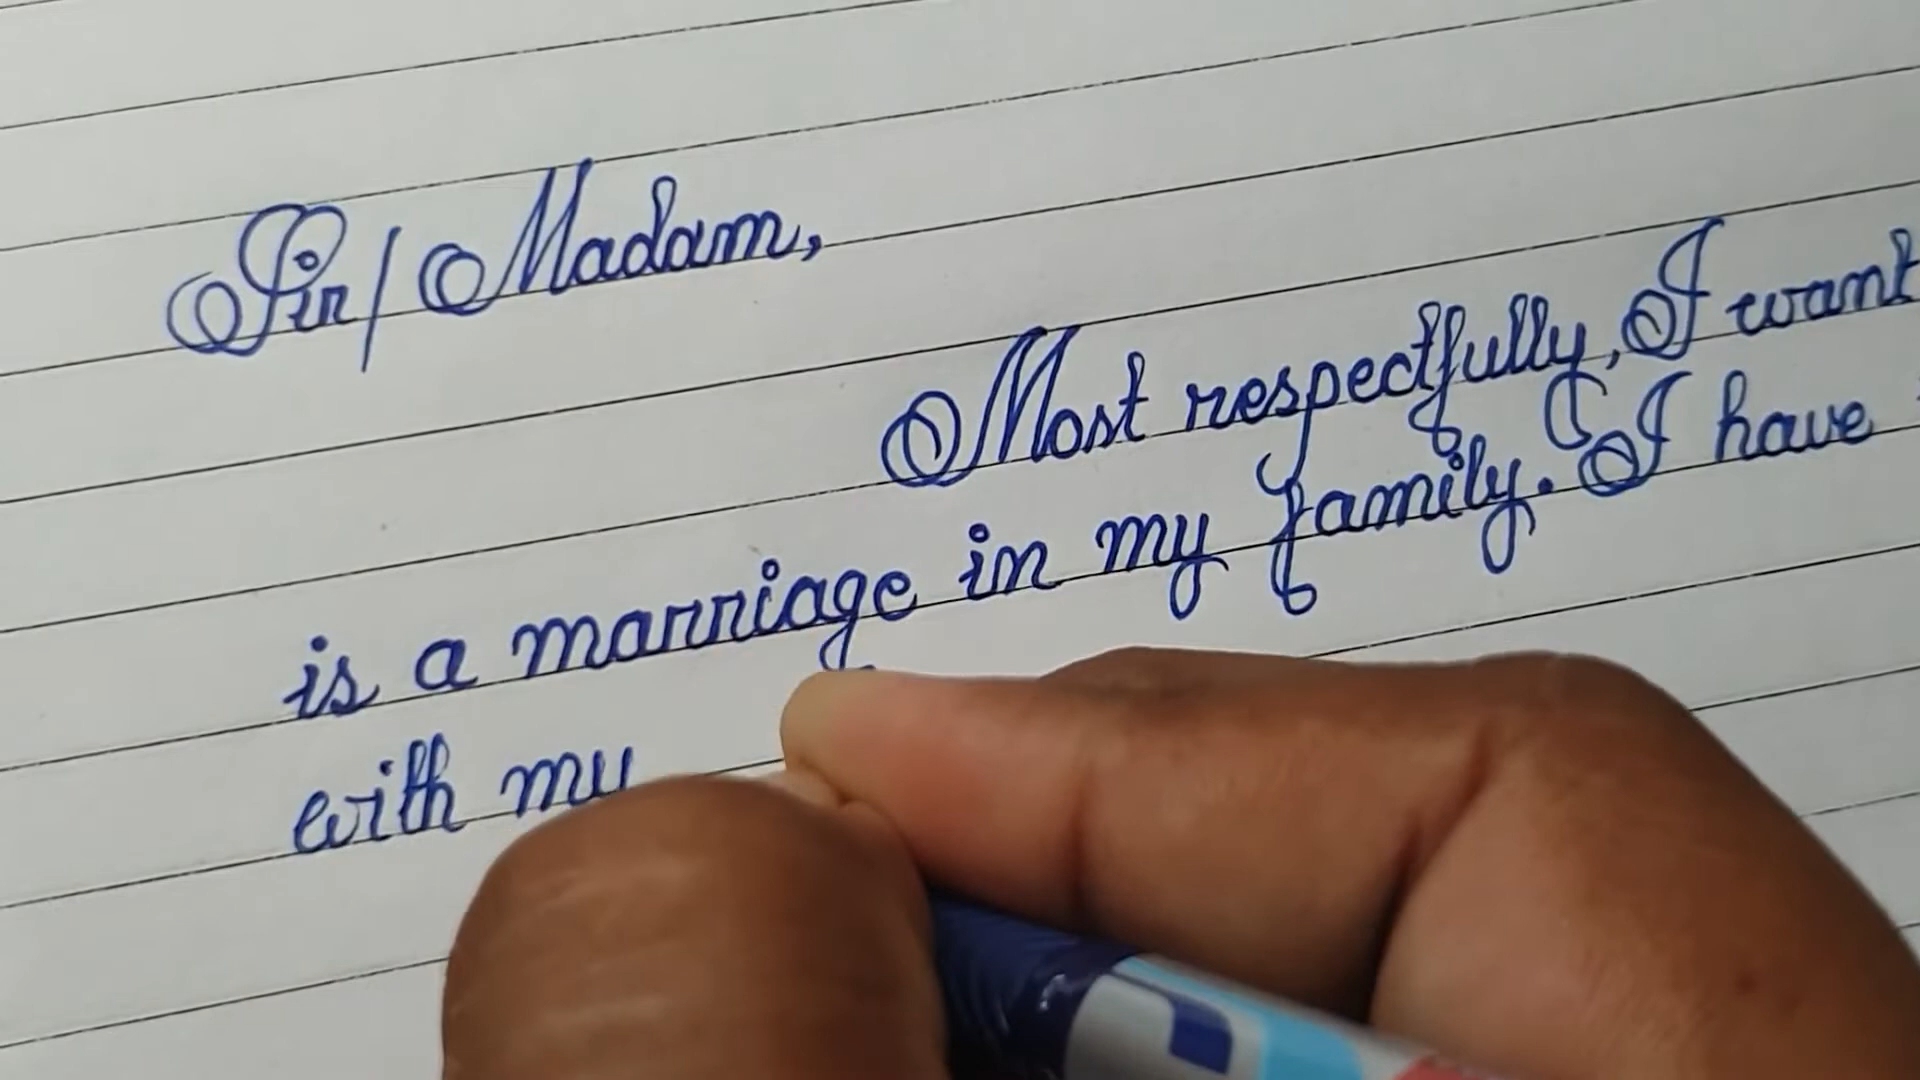 Sir/Madam,
Most respectfully, I want
is a marriage in my family. I have
with my